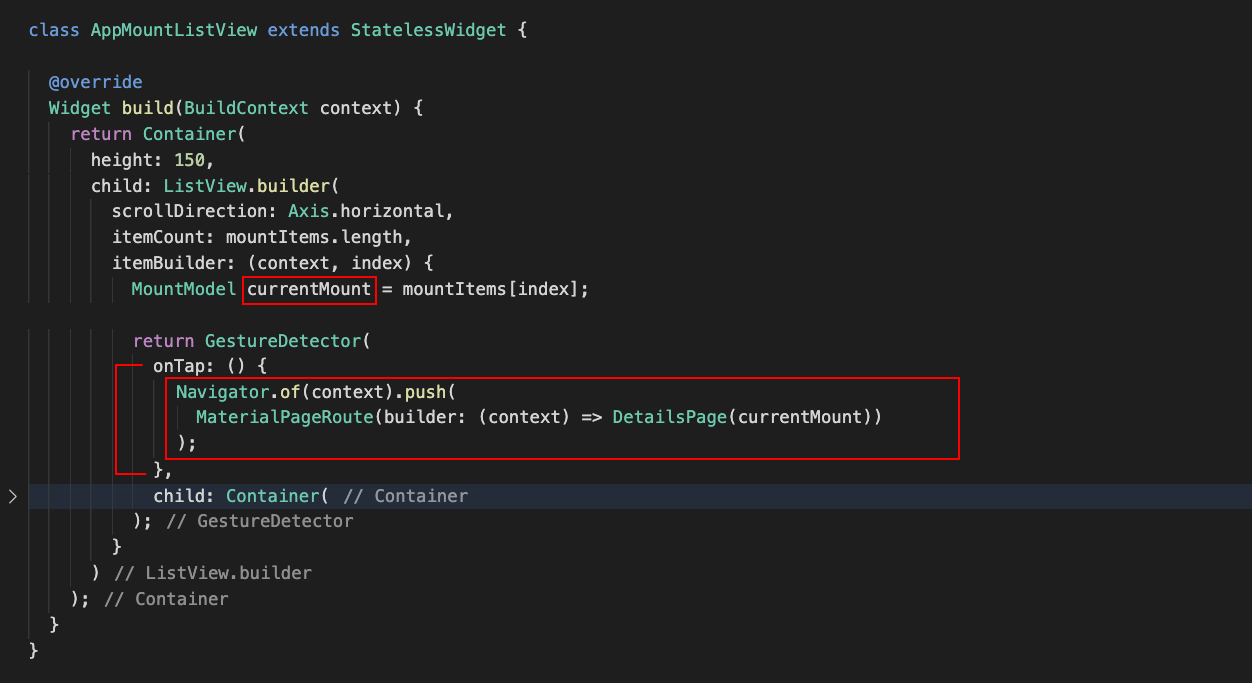 class AppMountListView extends StatelessWidget {
@override
Widget build(BuildContext context) {
return Container(
height: 150,
child: ListView.builder(
scrollDirection: Axis.horizontal,
itemCount: mountItems.length,
itemBuilder: (context, index) {
MountModel currentMount = mountItems[index];
return GestureDetector(
onTap: () {
Navigator.of(context).push(
MaterialPageRoute(builder: (context) => DetailsPage(currentMount))
);
},
child: Container( // Container
); // GestureDetector
}
) // ListView.builder
); // Container
}
}